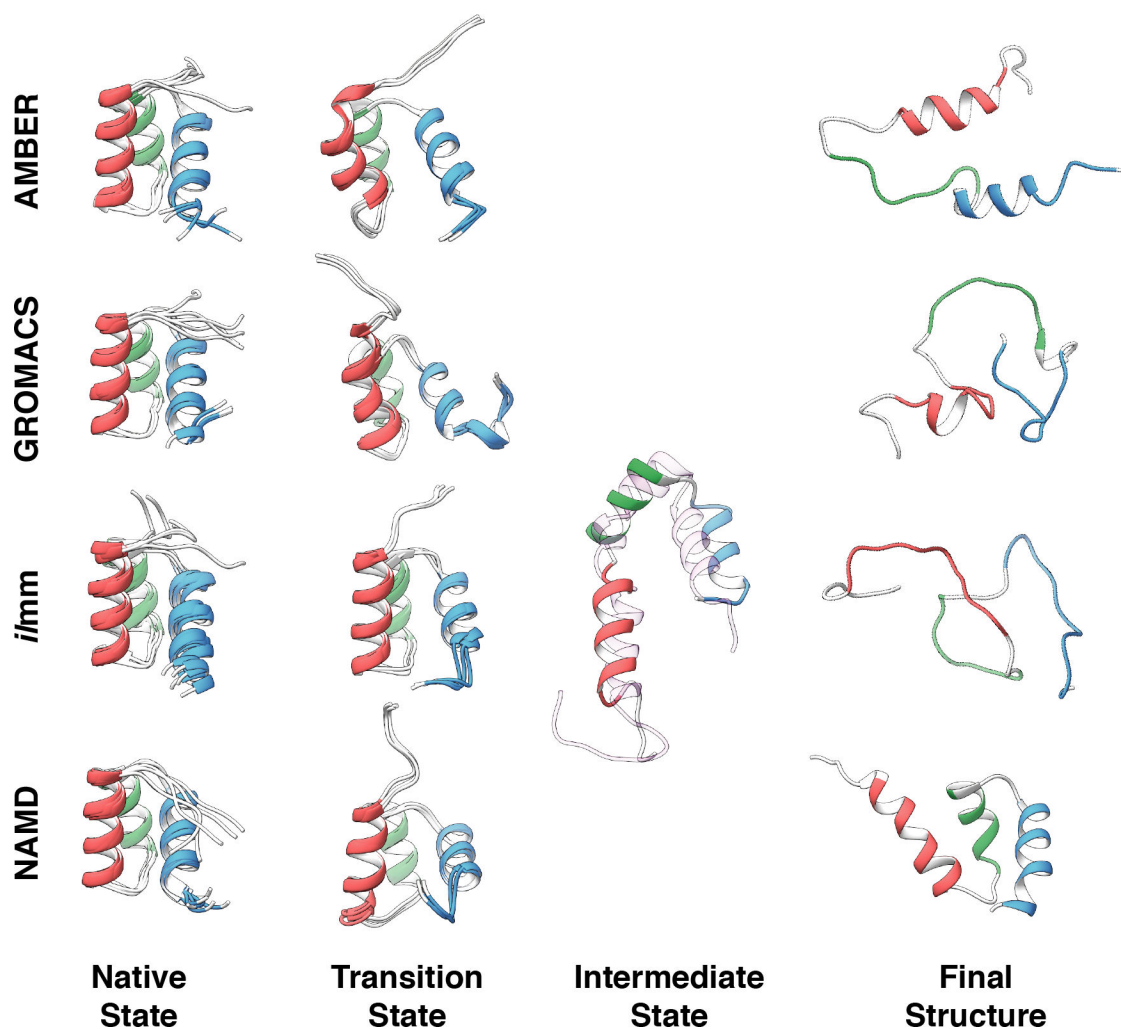 AMBER
GROMACS
ilmm
NAMD
Native
State
Transition
State
Intermediate
State
Final
Structure